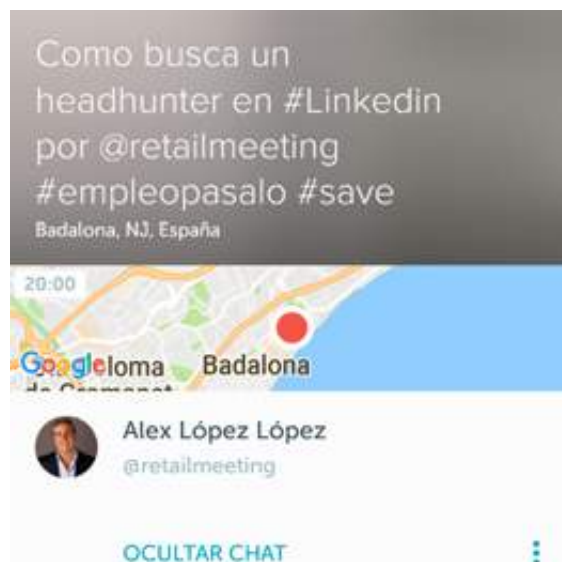 Como busca un
headhunter en #Linkedin
por @retailmeeting
#empleopasalo #save
Badalona, NJ, España
20:00
Google
loma
Badalona
Alex López López
@retailmeeting
OCULTAR CHAT